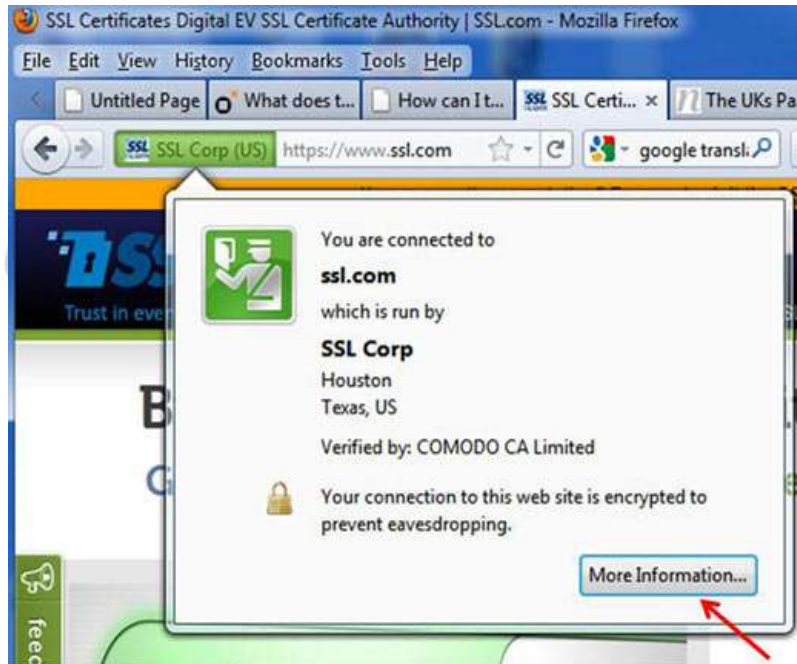 SSL Certificates Digital EV SSL Certificate Authority | SSL.com - Mozilla Firefox
File Edit View History Bookmarks Tools Help
Untitled Page What does t... How can I t... SSL SSL Certi... × The UKs Pa
SSL SSL Corp (US) https://www.ssl.com google transl
SS
Trust in eve
You are connected to
ssl.com
which is run by
SSL Corp
Houston
Texas, US
Verified by: COMODO CA Limited
Your connection to this web site is encrypted to
prevent eavesdropping.
More Information...
B
G
feed